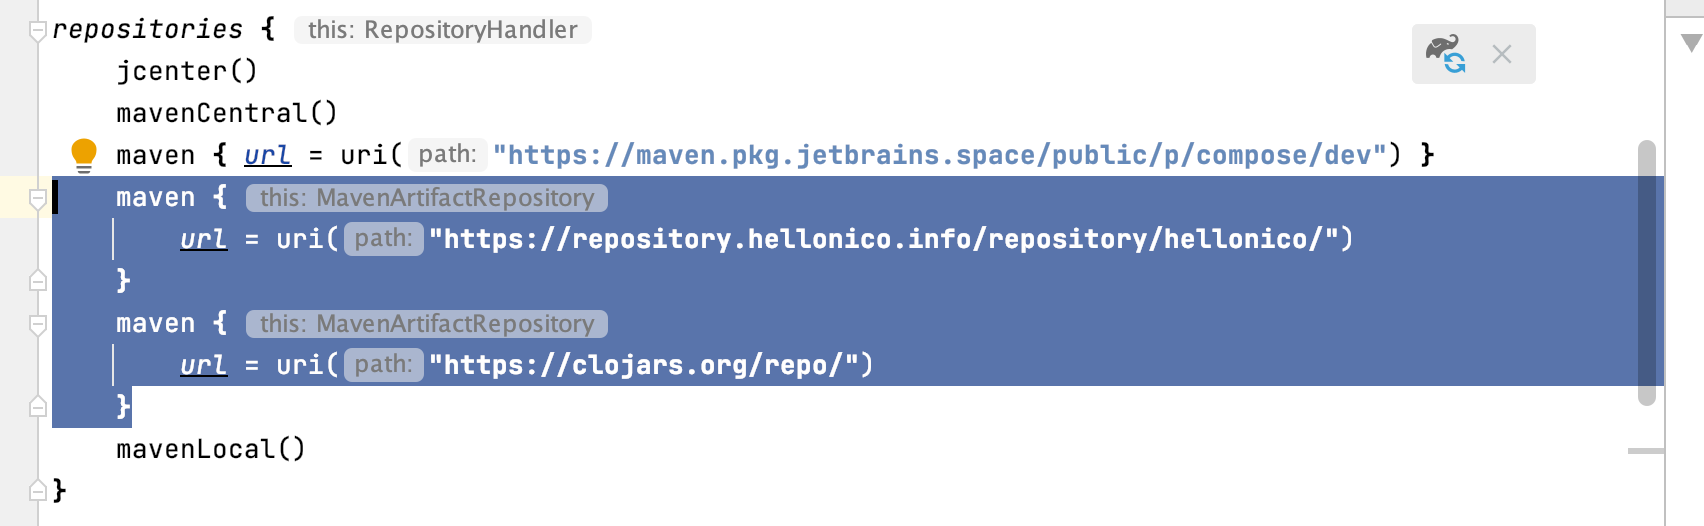 repositories { this: RepositoryHandler
jcenter()
mavenCentral()
maven { url = uri( path: "https://maven.pkg.jetbrains.space/public/p/compose/dev") }
maven { this: MavenArtifactRepository
url = uri( path: "https://repository.hellonico.info/repository/hellonico/")
}
maven { this: MavenArtifactRepository
url = uri( path: "https://clojars.org/repo/")
}
mavenLocal()
}